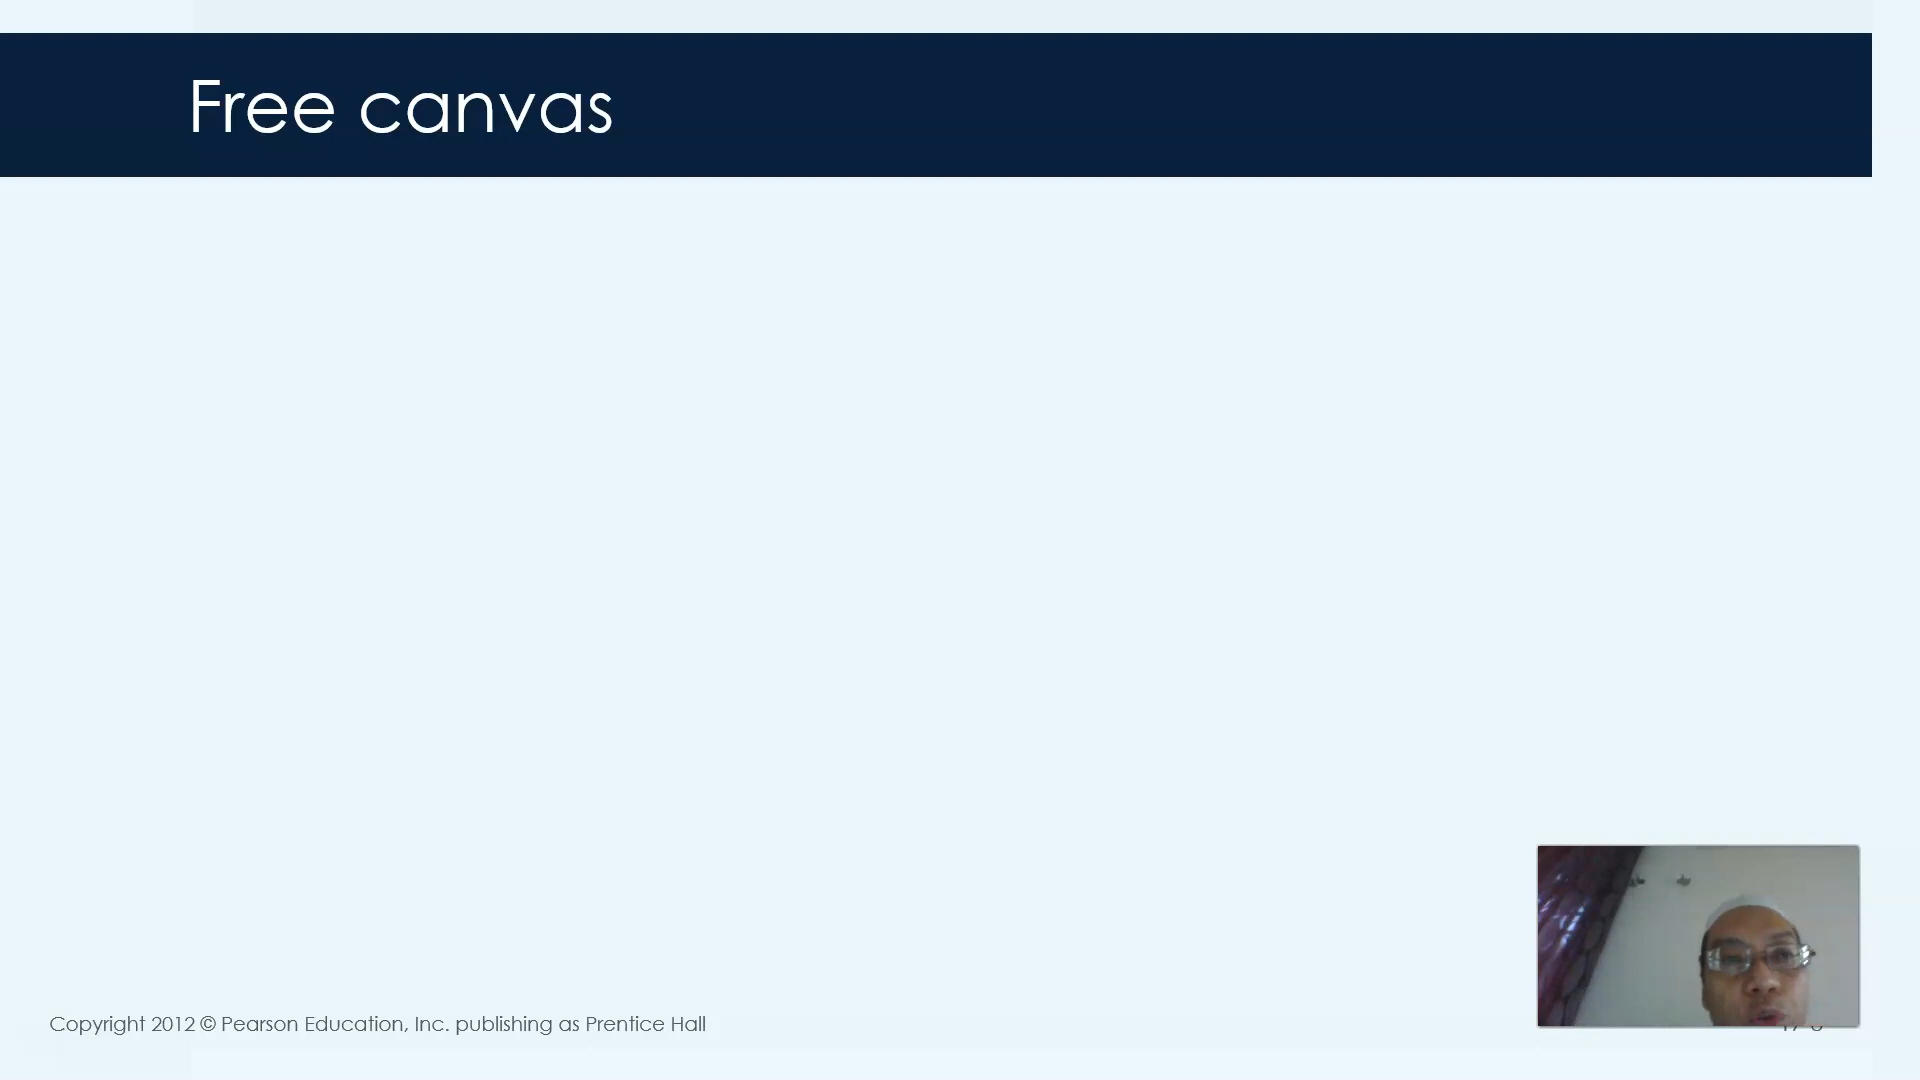 Free canvas
Copyright 2012 © Pearson Education, Inc. publishing as Prentice Hall